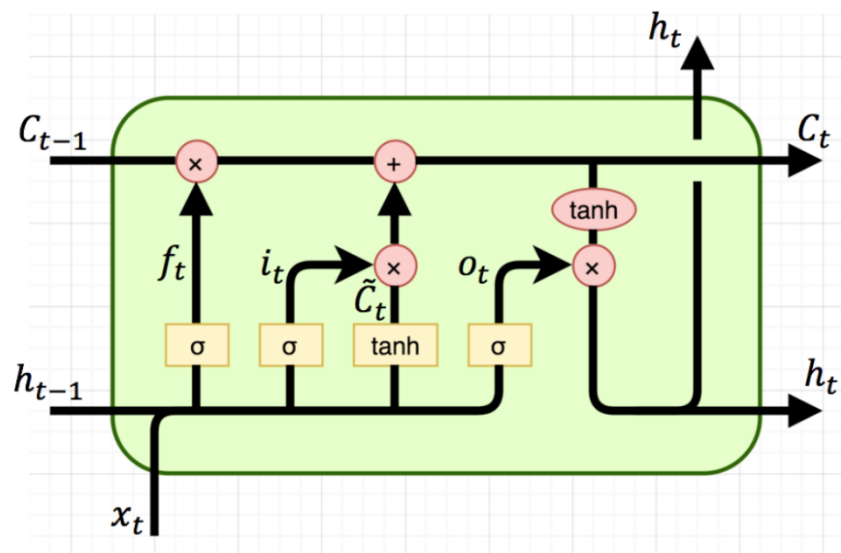 h_t
C_{t-1}
C_t
×
+
tanh
f_t
i_t
×
o_t
×
C̃_t
σ
σ
tanh
σ
h_{t-1}
h_t
x_t